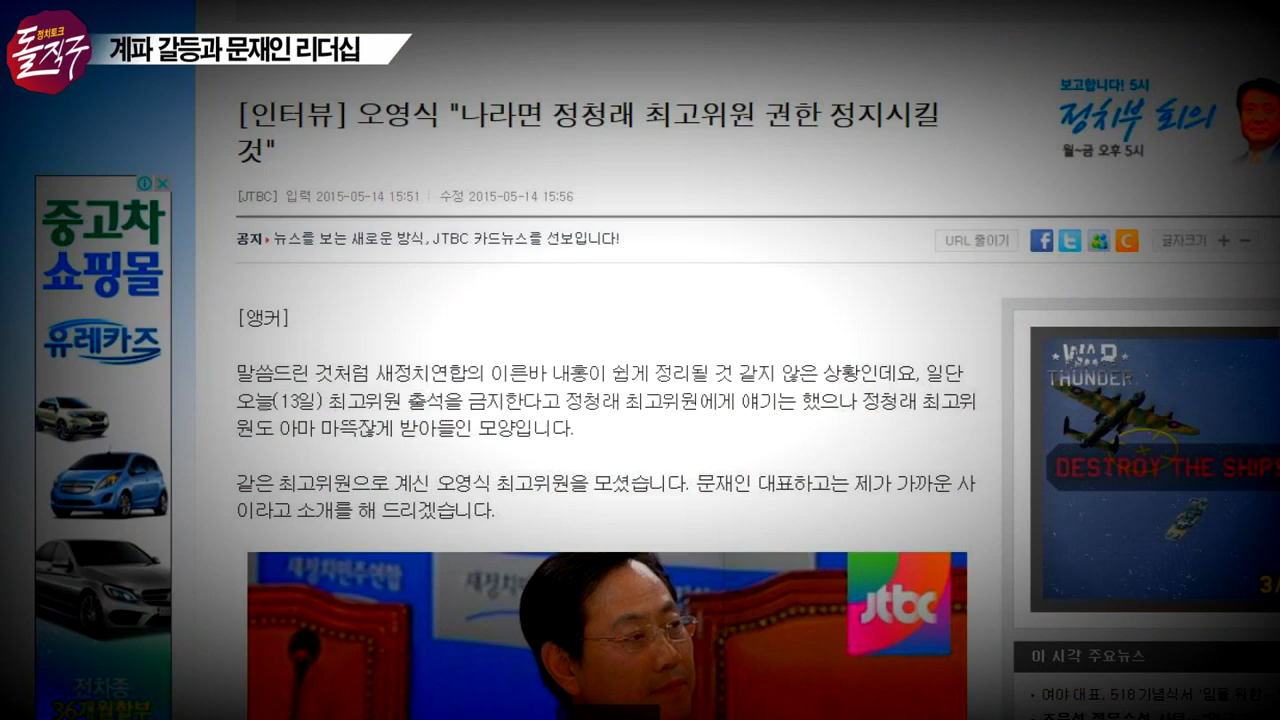 정치토크
돌직구
계파 갈등과 문재인 리더십
[인터뷰] 오영식 "나라면 정청래 최고위원 권한 정지시킬
것"
보고합니다! 5시
정치부 회의
월~금 오후 5시
[JTBC] 입력 2015-05-14 15:51 수정 2015-05-14 15:56
공지 뉴스를 보는 새로운 방식, JTBC 카드뉴스를 선보입니다!
URL 줄이기
글자크기 + -
중고차
쇼핑몰
유레카즈
전차종
36개월할부
[앵커]
말씀드린 것처럼 새정치연합의 이른바 내홍이 쉽게 정리될 것 같지 않은 상황인데요, 일단
오늘(13일) 최고위원 출석을 금지한다고 정청래 최고위원에게 얘기는 했으나 정청래 최고위
원도 아마 마뜩잖게 받아들인 모양입니다.
같은 최고위원으로 계신 오영식 최고위원을 모셨습니다. 문재인 대표하고는 제가 가까운 사
이라고 소개를 해 드리겠습니다.
새정치민주연합
jtbc
WAR
THUNDER
DESTROY THE SHIPS
이 시각 주요뉴스
여야 대표, 518기념식서 '임을 위한